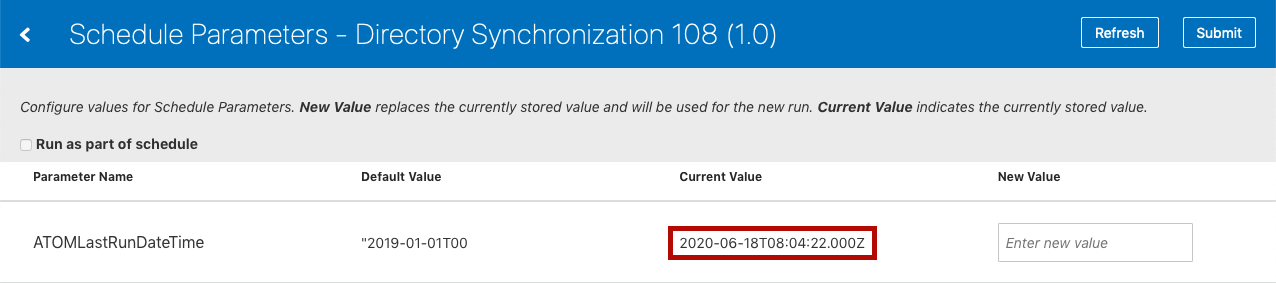 Schedule Parameters - Directory Synchronization 108 (1.0)
Refresh
Submit
Configure values for Schedule Parameters. New Value replaces the currently stored value and will be used for the new run. Current Value indicates the currently stored value.
Run as part of schedule
Parameter Name Default Value Current Value New Value
ATOMLastRunDateTime "2019-01-01T00 2020-06-18T08:04:22.000Z Enter new value